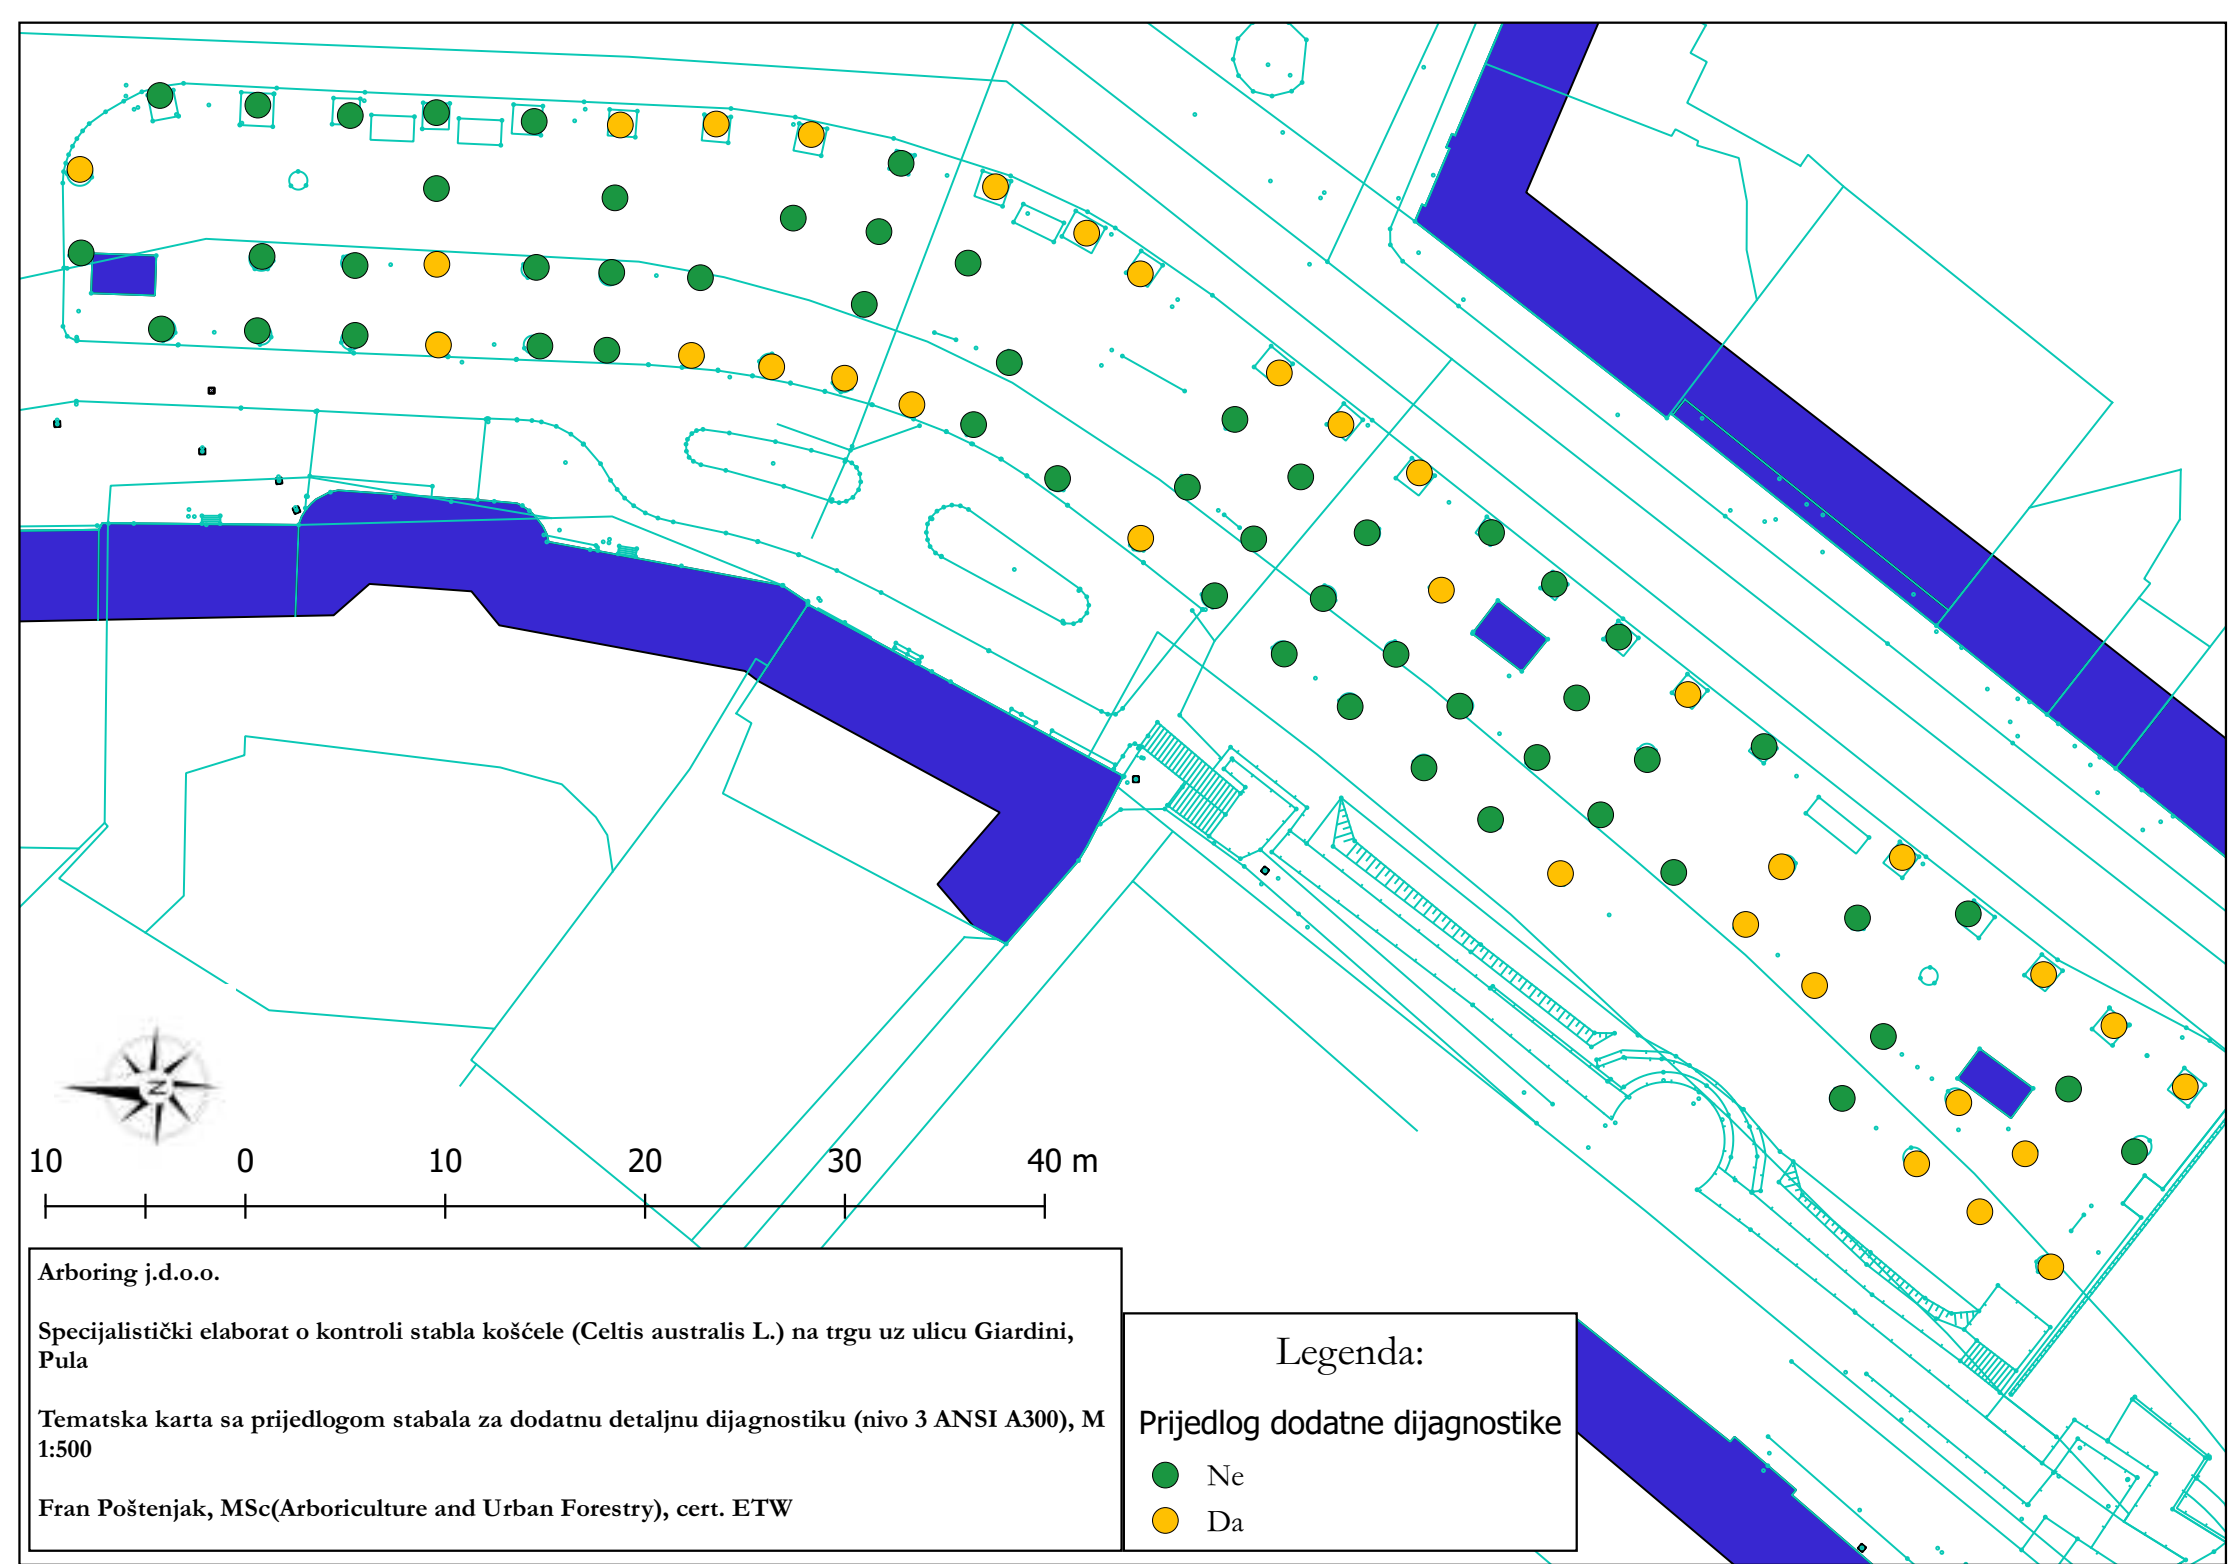 N
10 0 10 20 30 40 m
Arboring j.d.o.o.
Specijalistički elaborat o kontroli stabla košćele (Celtis australis L.) na trgu uz ulicu Giardini,
Pula
Tematska karta sa prijedlogom stabala za dodatnu detaljnu dijagnostiku (nivo 3 ANSI A300), M
1:500
Fran Poštenjak, MSc(Arboriculture and Urban Forestry), cert. ETW
Legenda:
Prijedlog dodatne dijagnostike
Ne
Da